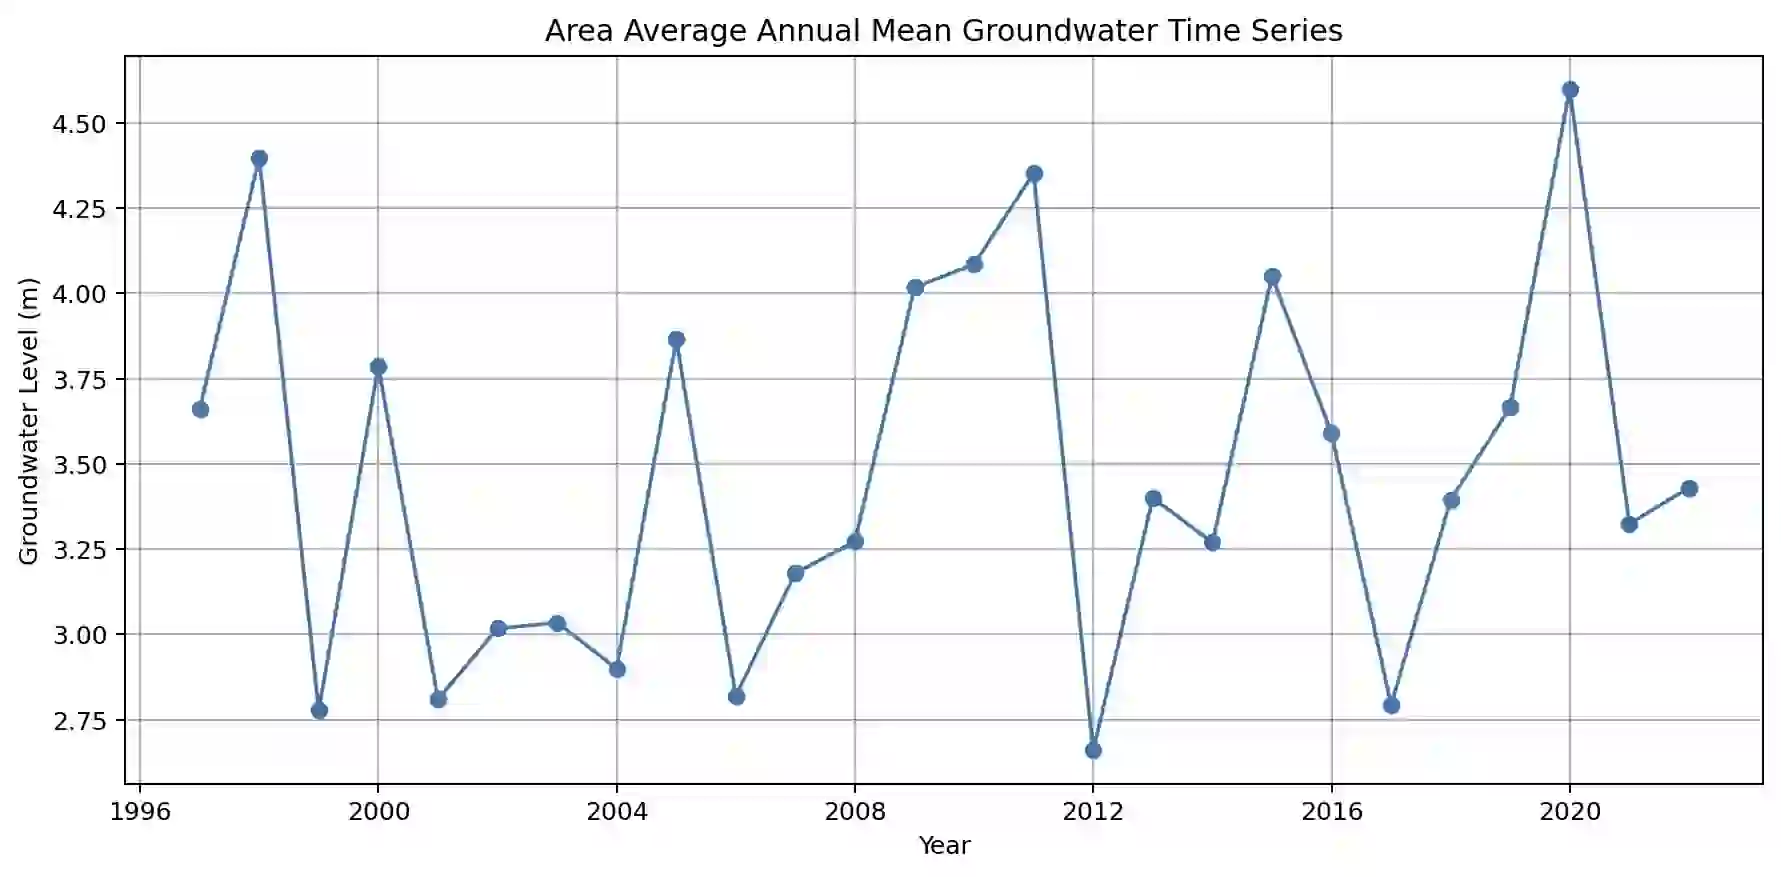 Area Average Annual Mean Groundwater Time Series
Groundwater Level (m)
4.50
4.25
4.00
3.75
3.50
3.25
3.00
2.75
1996 2000 2004 2008 2012 2016 2020
Year